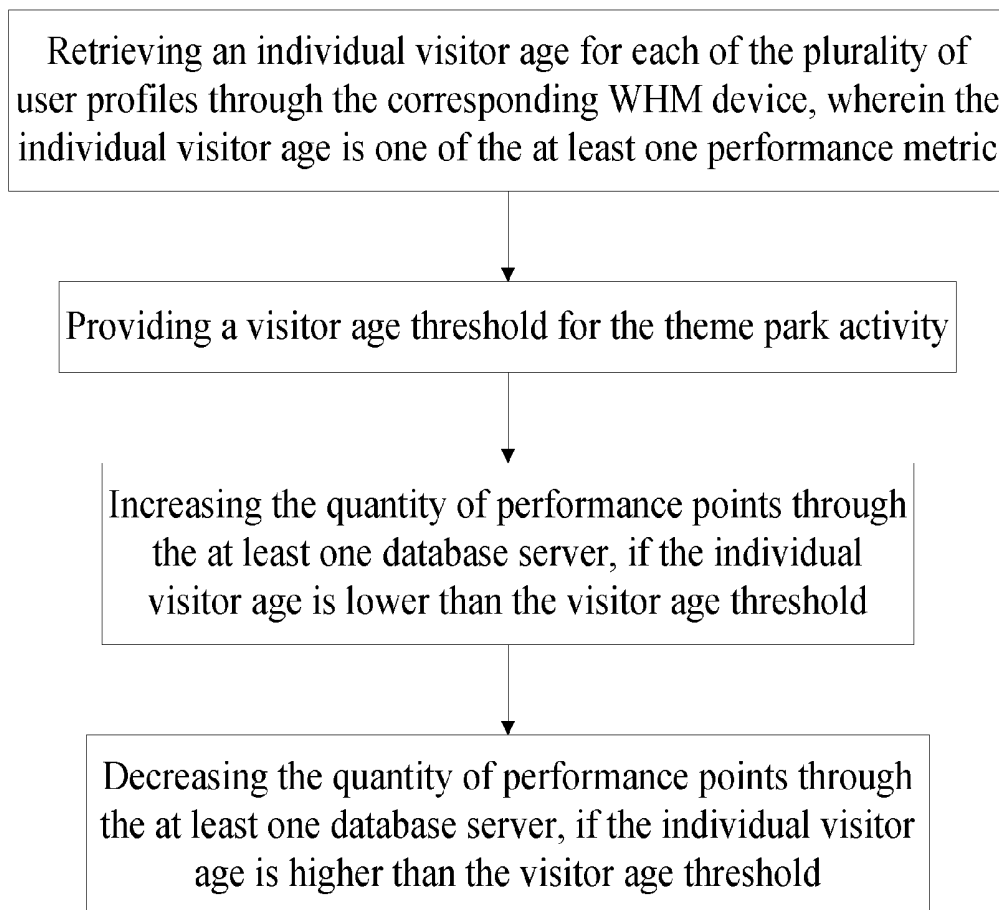 Retrieving an individual visitor age for each of the plurality of
user profiles through the corresponding WHM device, wherein the
individual visitor age is one of the at least one performance metric
Providing a visitor age threshold for the theme park activity
Increasing the quantity of performance points through
the at least one database server, if the individual
visitor age is lower than the visitor age threshold
Decreasing the quantity of performance points through
the at least one database server, if the individual visitor
age is higher than the visitor age threshold